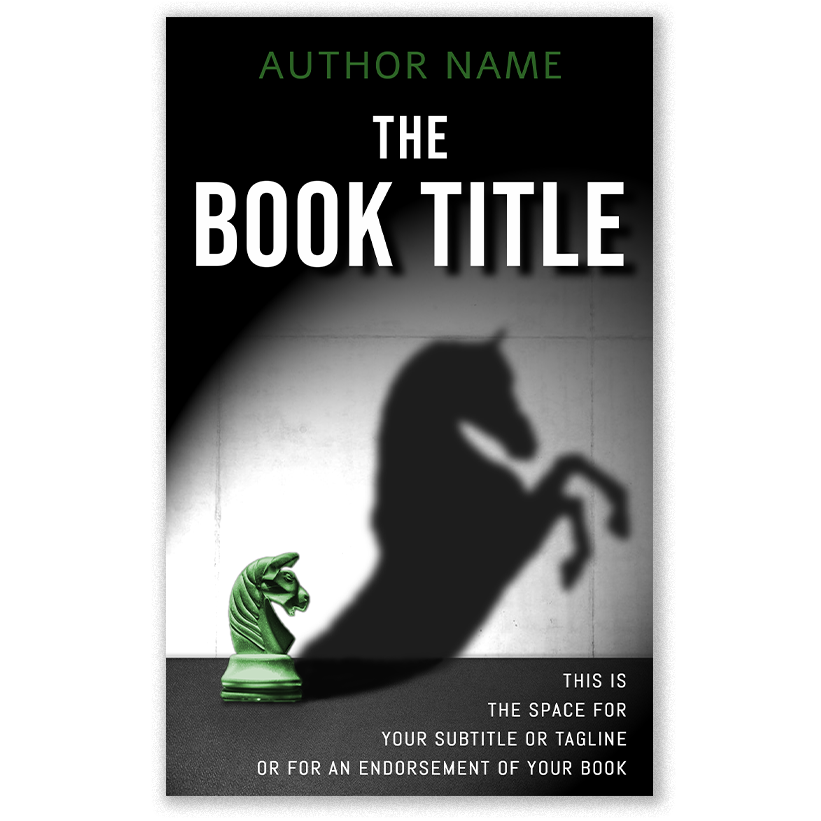 AUTHOR NAME
THE
BOOK TITLE
THIS IS
THE SPACE FOR
YOUR SUBTITLE OR TAGLINE
OR FOR AN ENDORSEMENT OF YOUR BOOK